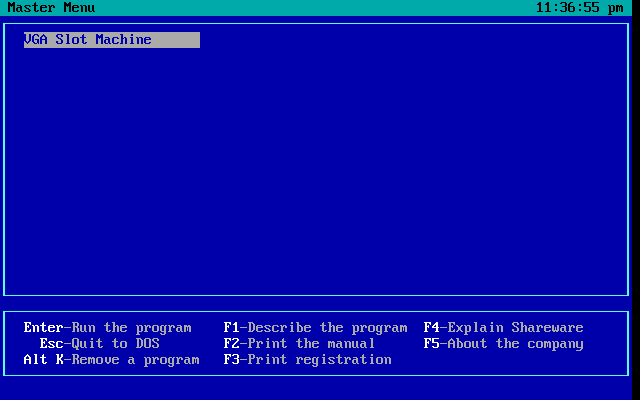 Master Menu 11:36:55 pm
VGA Slot Machine
Enter-Run the program F1-Describe the program F4-Explain Shareware
Esc-Quit to DOS F2-Print the manual F5-About the company
Alt K-Remove a program F3-Print registration